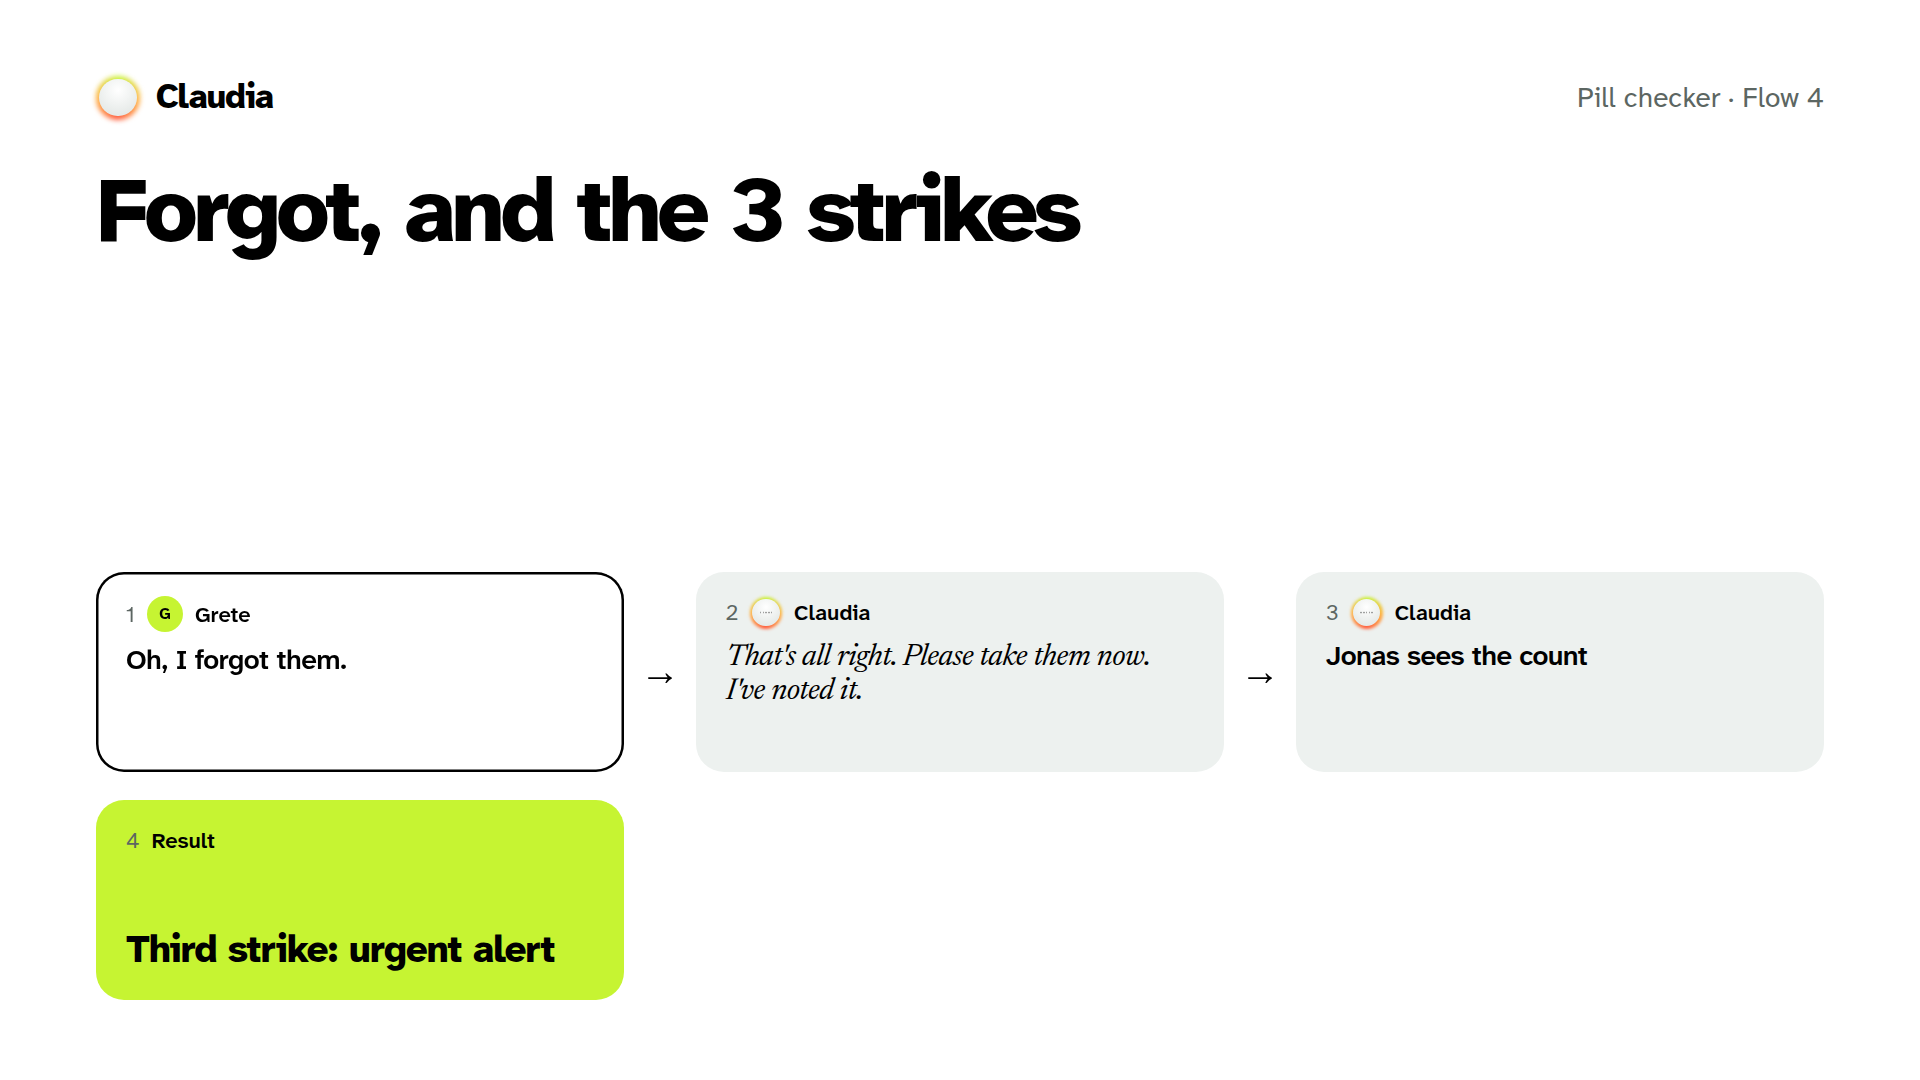 Claudia
Pill checker · Flow 4
Forgot, and the 3 strikes
1 G Grete
Oh, I forgot them.
→
2 Claudia
That's all right. Please take them now.
I've noted it.
→
3 Claudia
Jonas sees the count
4 Result
Third strike: urgent alert